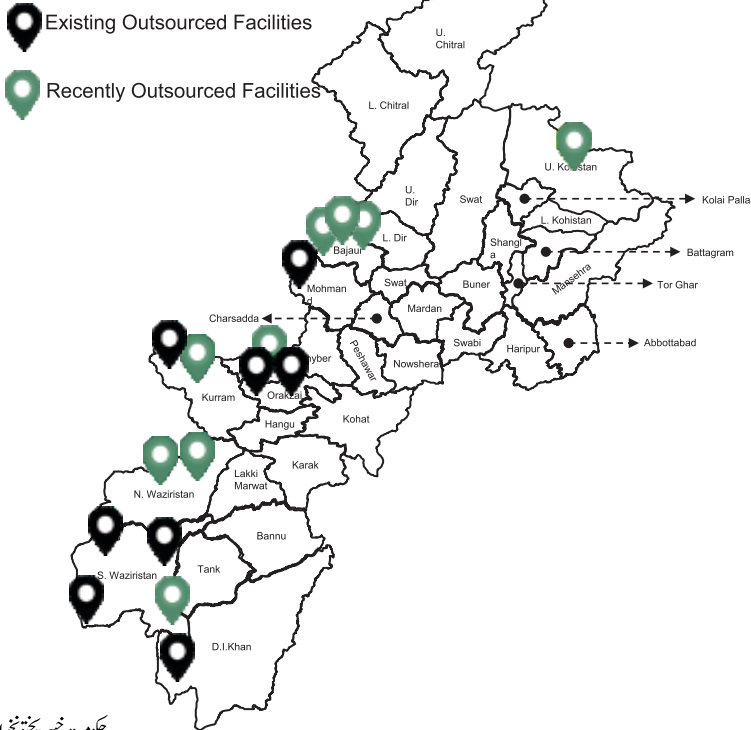 Existing Outsourced Facilities
Recently Outsourced Facilities
U.
Chitral
L. Chitral
U. Kohistan
U.
Dir
Swat
Kolai Palla
L. Kohistan
L. Dir
Shangl
a
Bajaur
Battagram
Mansehra
Mohman
d
Swat
Buner
Tor Ghar
Mardan
Charsadda
Swabi
Haripur
Abbottabad
Peshawar
Nowshera
hyber
Kurram
Orakzai
Hangu
Kohat
Karak
Lakki
Marwat
N. Waziristan
Bannu
S. Waziristan
Tank
D.I.Khan